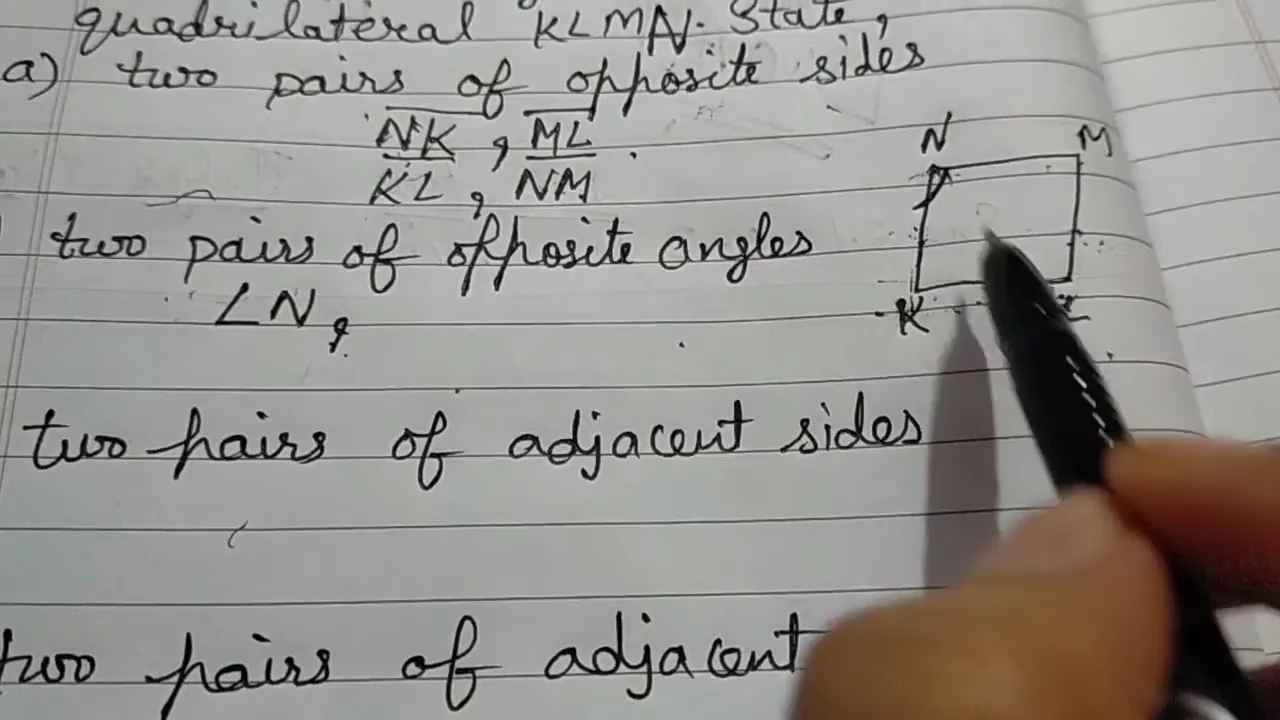 quadrilateral KLMN. State,
a) two pairs of opposite sides
NK, ML.
KL, NM
two pairs of opposite angles
∠N,
N M
K L
two pairs of adjacent sides
two pairs of adjacent